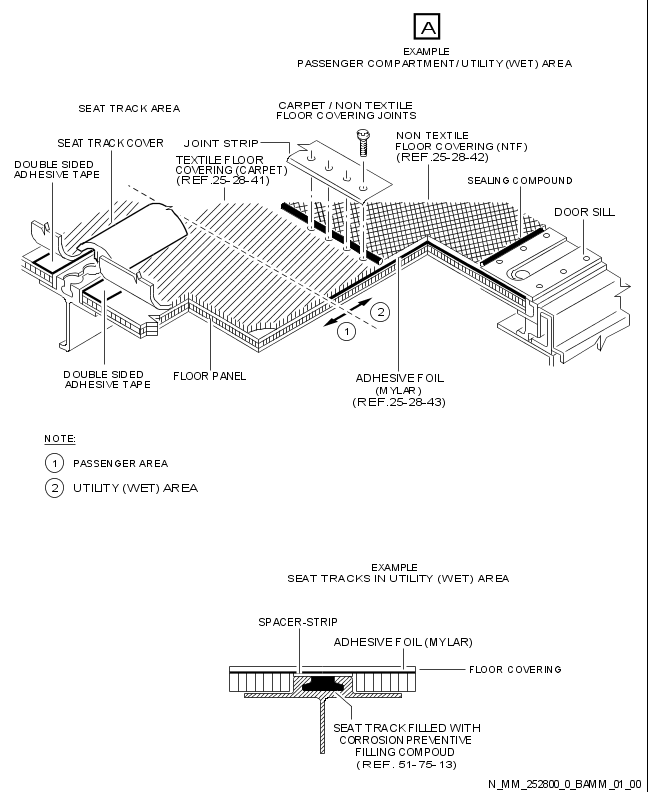 A
EXAMPLE
PASSENGER COMPARTMENT/UTILITY (WET) AREA
SEAT TRACK AREA
CARPET / NON TEXTILE
FLOOR COVERING JOINTS
SEAT TRACK COVER
JOINT STRIP
NON TEXTILE
FLOOR COVERING (NTF)
(REF.25-28-42)
DOUBLE SIDED
ADHESIVE TAPE
TEXTILE FLOOR
COVERING (CARPET)
(REF.25-28-41)
SEALING COMPOUND
DOOR SILL
1
2
DOUBLE SIDED
ADHESIVE TAPE
FLOOR PANEL
ADHESIVE FOIL
(MYLAR)
(REF.25-28-43)
NOTE:
1 PASSENGER AREA
2 UTILITY (WET) AREA
EXAMPLE
SEAT TRACKS IN UTILITY (WET) AREA
SPACER-STRIP
ADHESIVE FOIL (MYLAR)
FLOOR COVERING
SEAT TRACK FILLED WITH
CORROSION PREVENTIVE
FILLING COMPOUD
(REF. 51-75-13)
N_MM_252800_0_BAMM_01_00